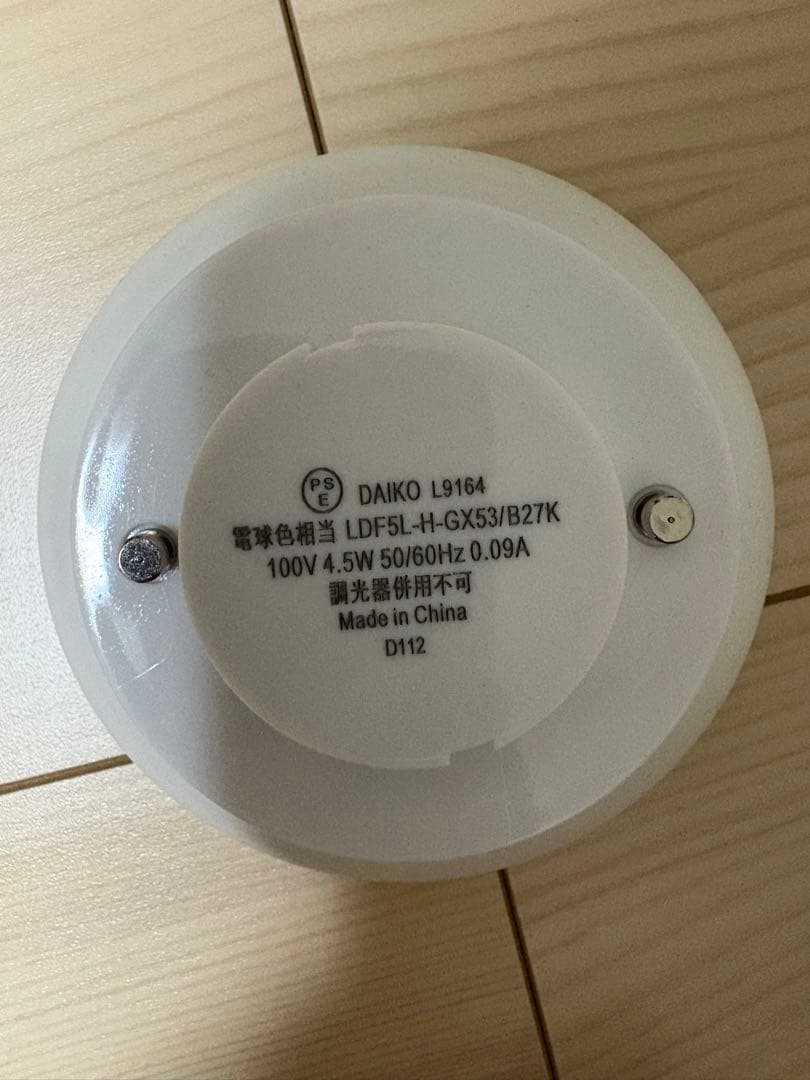 PS
E
DAIKO L9164
電球色相当 LDF5L-H-GX53/B27K
100V 4.5W 50/60Hz 0.09A
調光器併用不可
Made in China
D112